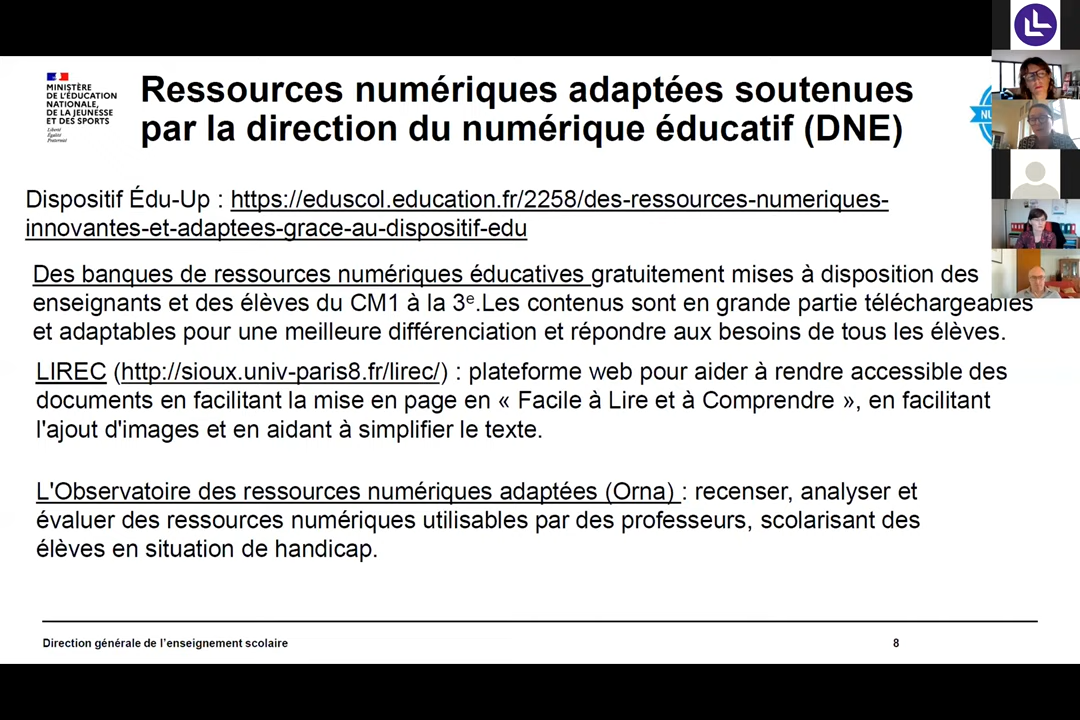 MINISTÈRE
DE L'ÉDUCATION
NATIONALE,
DE LA JEUNESSE
ET DES SPORTS
Liberté
Égalité
Fraternité
Ressources numériques adaptées soutenues
par la direction du numérique éducatif (DNE)
NU
Dispositif Édu-Up : https://eduscol.education.fr/2258/des-ressources-numeriques-
innovantes-et-adaptees-grace-au-dispositif-edu
Des banques de ressources numériques éducatives gratuitement mises à disposition des
enseignants et des élèves du CM1 à la 3e.Les contenus sont en grande partie téléchargeables
et adaptables pour une meilleure différenciation et répondre aux besoins de tous les élèves.
LIREC (http://sioux.univ-paris8.fr/lirec/) : plateforme web pour aider à rendre accessible des
documents en facilitant la mise en page en « Facile à Lire et à Comprendre », en facilitant
l'ajout d'images et en aidant à simplifier le texte.
L'Observatoire des ressources numériques adaptées (Orna) : recenser, analyser et
évaluer des ressources numériques utilisables par des professeurs, scolarisant des
élèves en situation de handicap.
Direction générale de l'enseignement scolaire
8